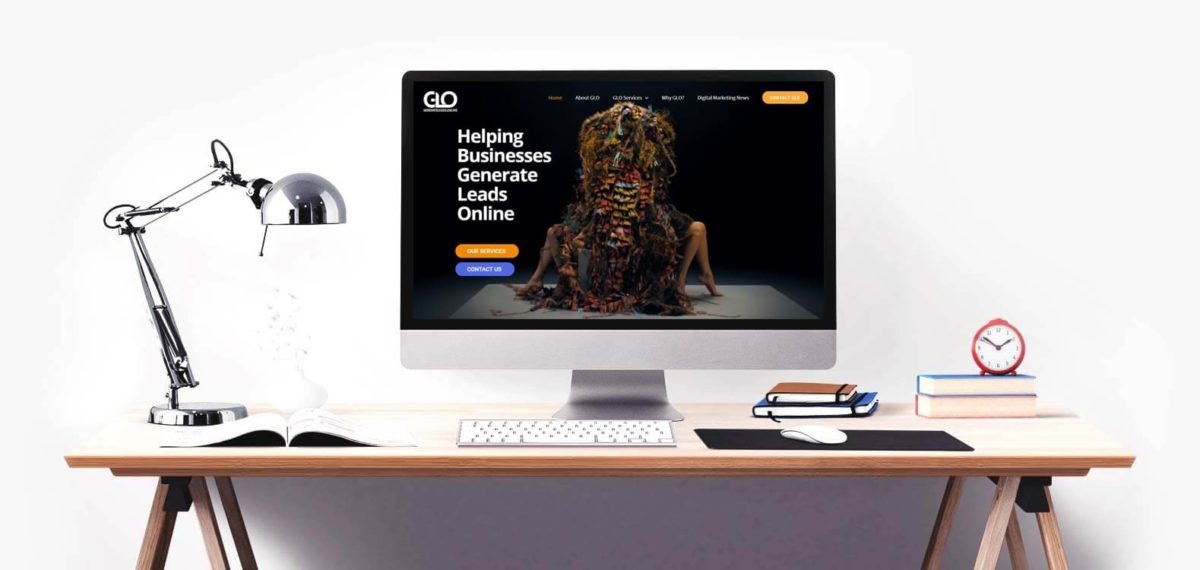 GLO
Home About GLO GLO Services Why GLO? Digital Marketing News CONTACT GLO
Helping
Businesses
Generate
Leads
Online
OUR SERVICES
CONTACT US